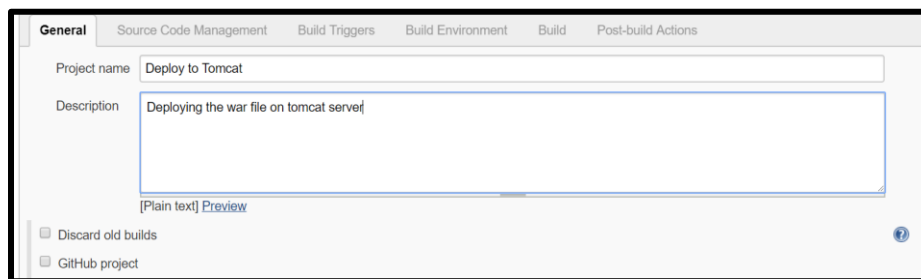 General Source Code Management Build Triggers Build Environment Build Post-build Actions
Project name Deploy to Tomcat
Description Deploying the war file on tomcat server
[Plain text] Preview
Discard old builds ?
GitHub project